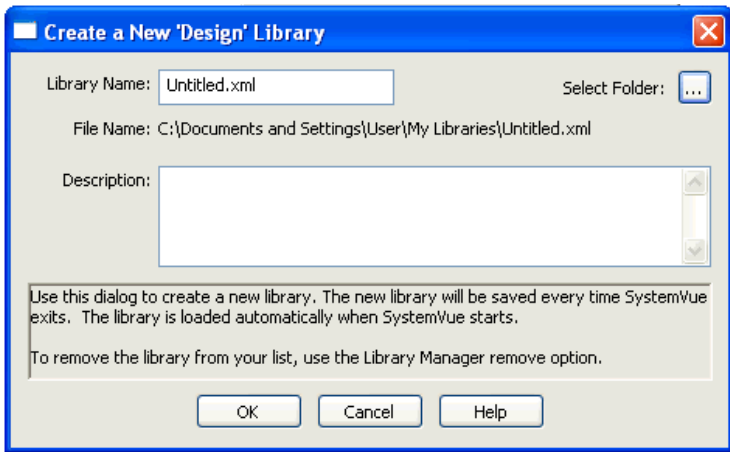 Create a New 'Design' Library
Library Name: Untitled.xml Select Folder: ...
File Name: C:\Documents and Settings\User\My Libraries\Untitled.xml
Description:
Use this dialog to create a new library. The new library will be saved every time SystemVue
exits. The library is loaded automatically when SystemVue starts.
To remove the library from your list, use the Library Manager remove option.
OK Cancel Help